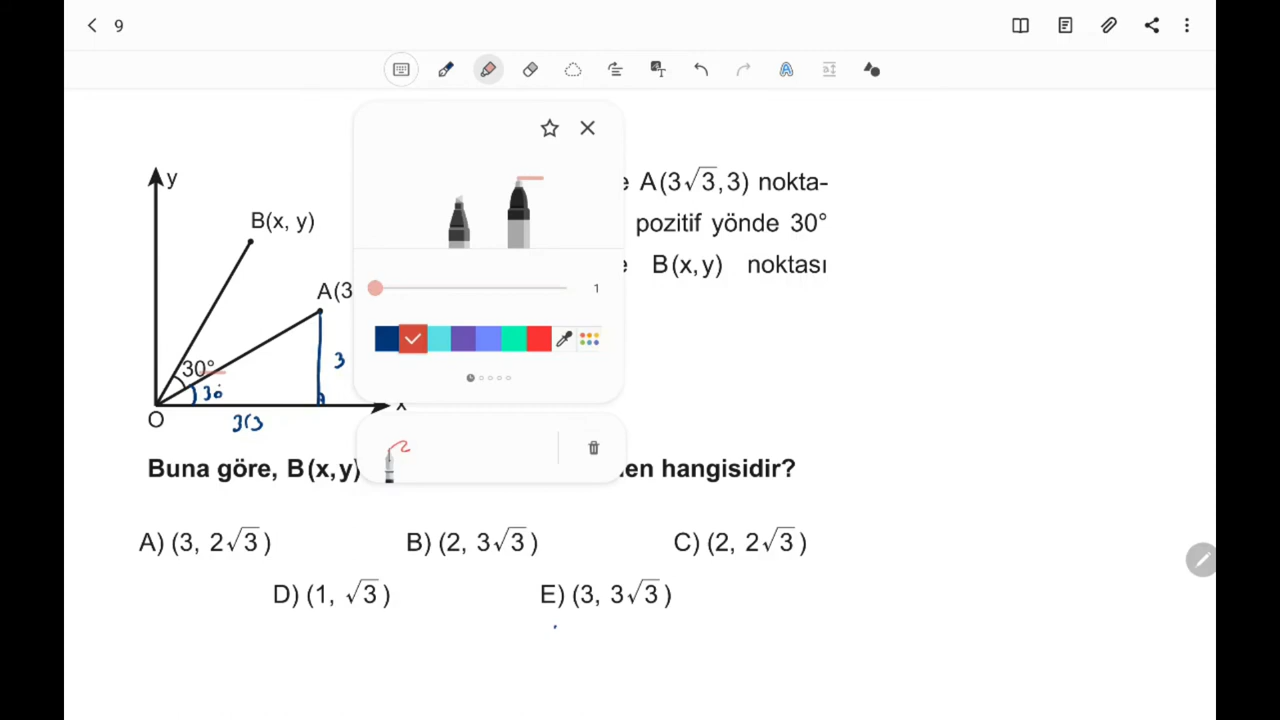 9
y
B(x, y)
A(3
30°
30
3
O
x
3√3
A(3√3,3) nokta-
pozitif yönde 30°
B(x,y) noktası
1
Buna göre, B(x,y)
en hangisidir?
A) (3, 2√3) B) (2, 3√3) C) (2, 2√3)
D) (1, √3) E) (3, 3√3)